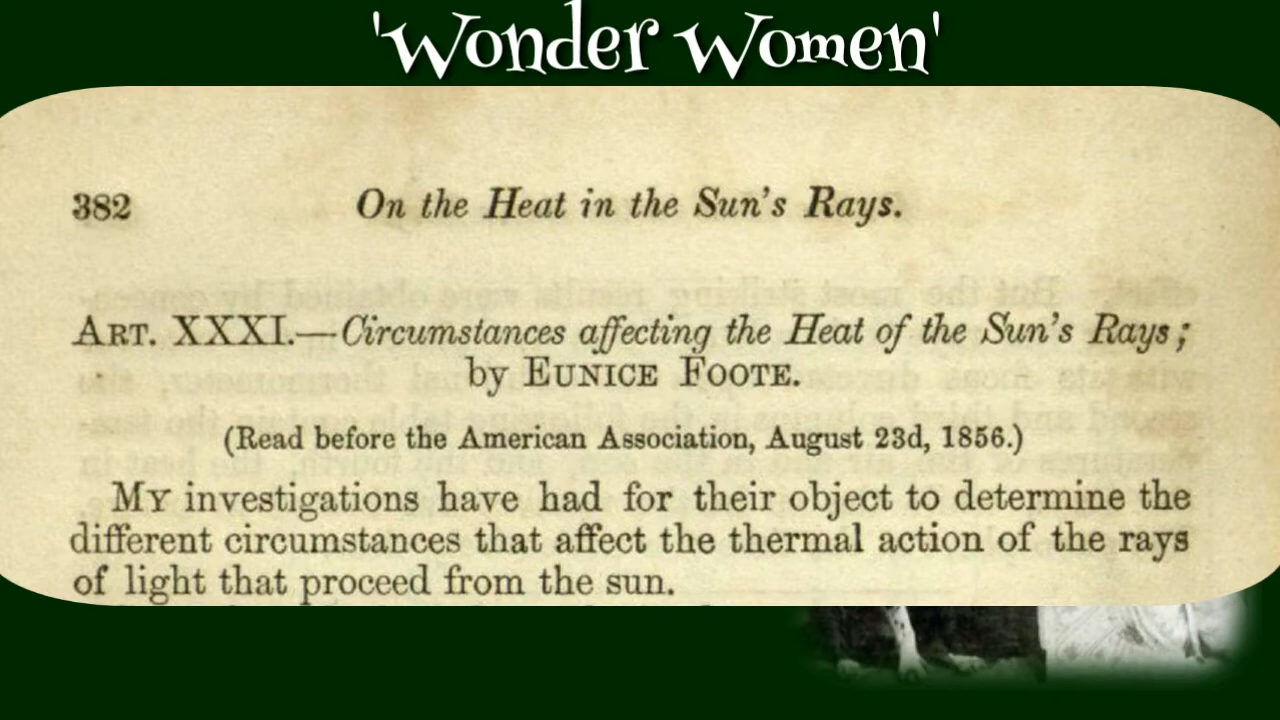 'Wonder Women'
382 On the Heat in the Sun's Rays.
ART. XXXI.—Circumstances affecting the Heat of the Sun's Rays;
by EUNICE FOOTE.
(Read before the American Association, August 23d, 1856.)
MY investigations have had for their object to determine the
different circumstances that affect the thermal action of the rays
of light that proceed from the sun.